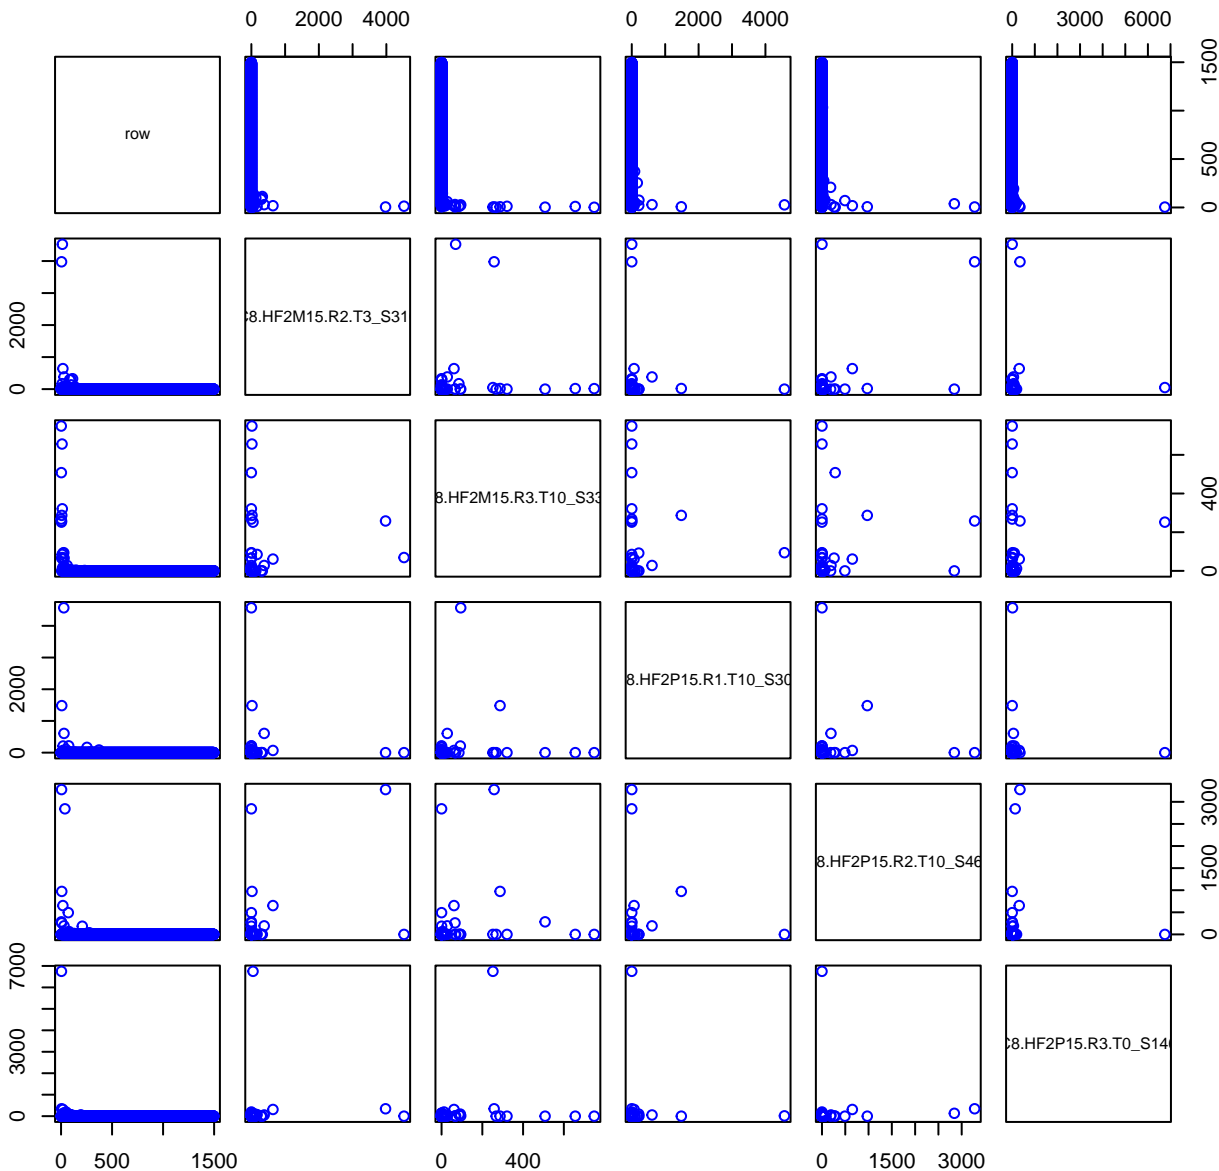 0 2000 4000 0 2000 4000 0 3000 6000
row
0 500 1500
C8.HF2M15.R2.T3_S31
0 2000
8.HF2M15.R3.T10_S33
0 400
8.HF2P15.R1.T10_S30
0 2000
8.HF2P15.R2.T10_S46
0 1500 3000
C8.HF2P15.R3.T0_S14
0 3000 7000
0 500 1500 0 400 0 1500 3000